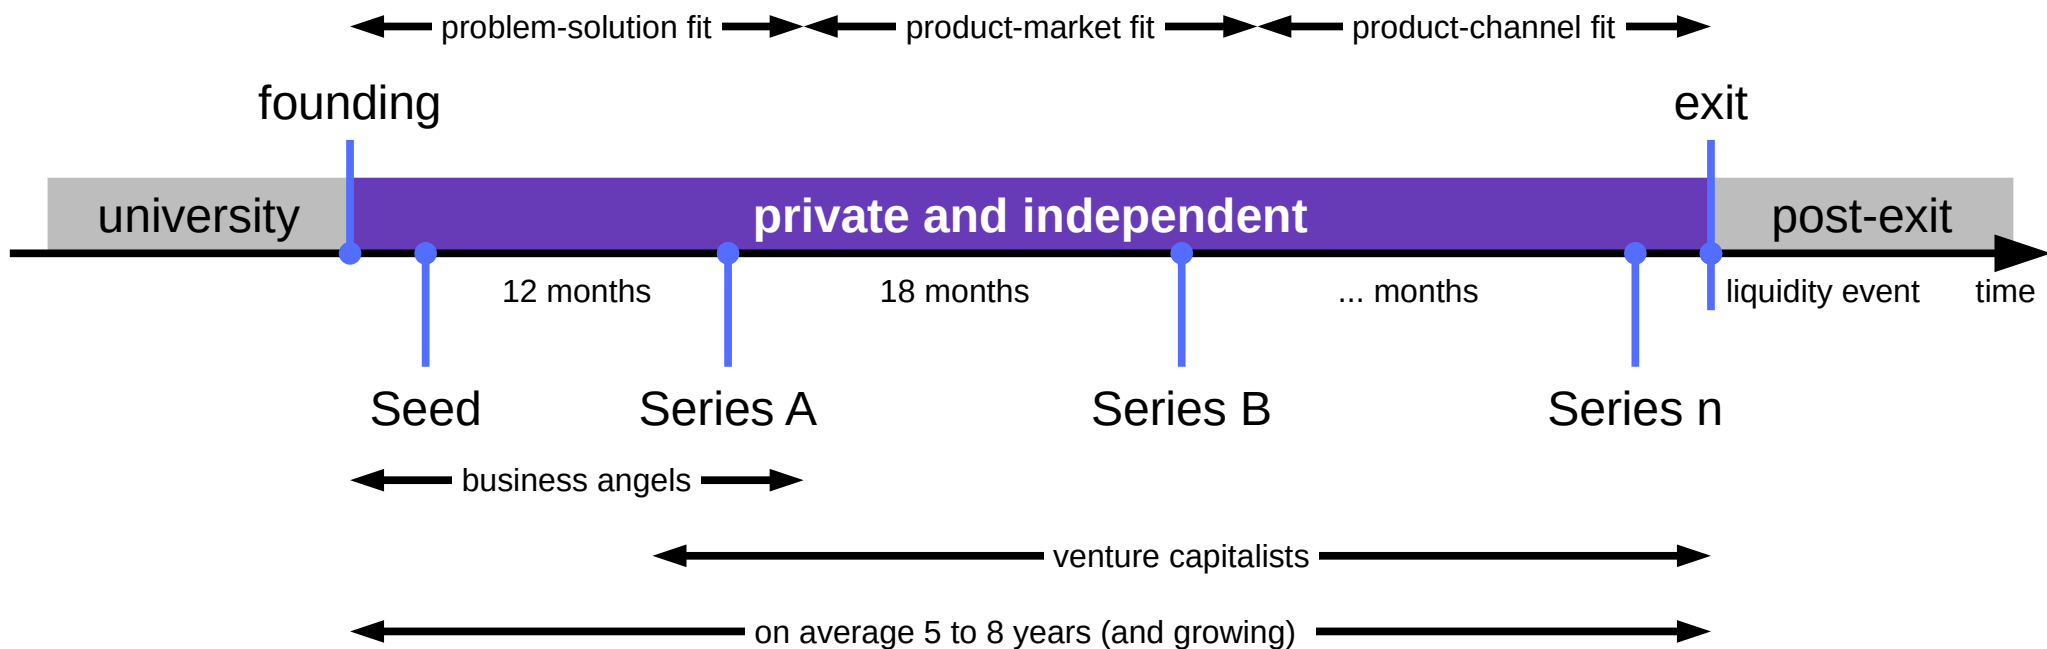 problem-solution fit
product-market fit
product-channel fit
founding
exit
university
private and independent
post-exit
12 months
18 months
... months
liquidity event
time
Seed
Series A
Series B
Series n
business angels
venture capitalists
on average 5 to 8 years (and growing)